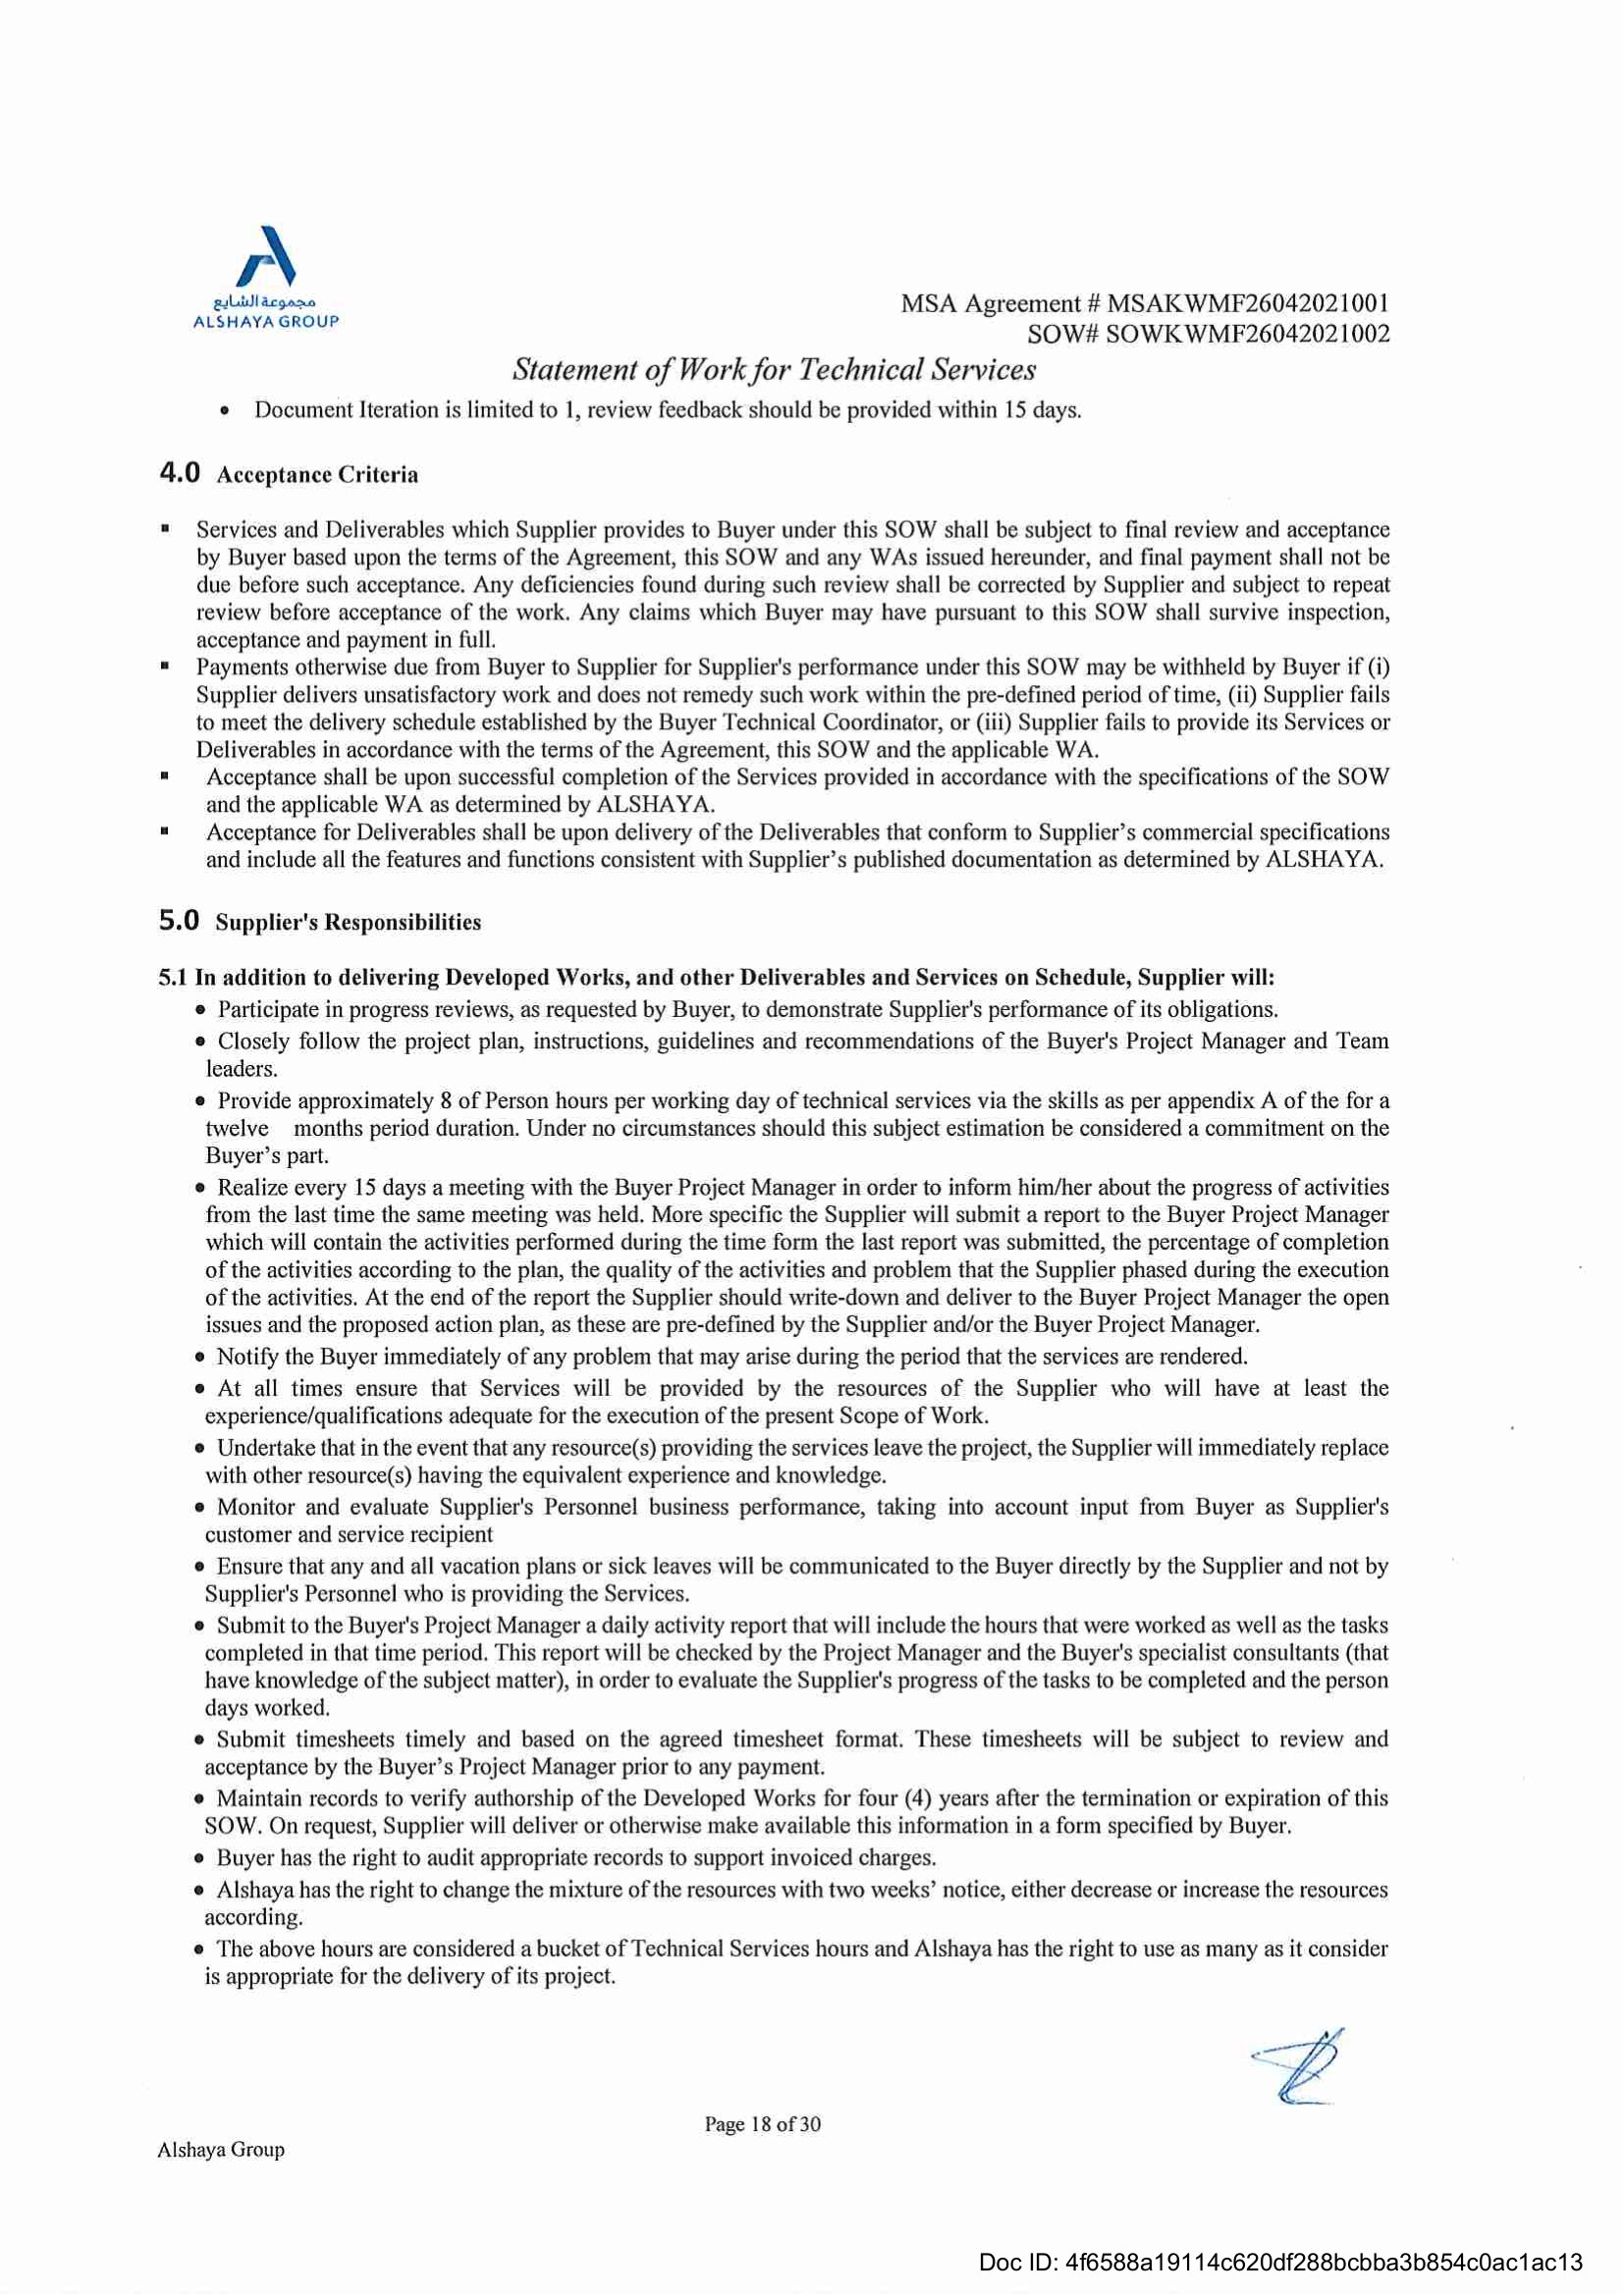 مجموعة الشايع
ALSHAYA GROUP
MSA Agreement # MSAKWMF26042021001
SOW# SOWKWMF26042021002
Statement of Work for Technical Services
• Document Iteration is limited to 1, review feedback should be provided within 15 days.
4.0 Acceptance Criteria
▪ Services and Deliverables which Supplier provides to Buyer under this SOW shall be subject to final review and acceptance
by Buyer based upon the terms of the Agreement, this SOW and any WAs issued hereunder, and final payment shall not be
due before such acceptance. Any deficiencies found during such review shall be corrected by Supplier and subject to repeat
review before acceptance of the work. Any claims which Buyer may have pursuant to this SOW shall survive inspection,
acceptance and payment in full.
▪ Payments otherwise due from Buyer to Supplier for Supplier's performance under this SOW may be withheld by Buyer if (i)
Supplier delivers unsatisfactory work and does not remedy such work within the pre-defined period of time, (ii) Supplier fails
to meet the delivery schedule established by the Buyer Technical Coordinator, or (iii) Supplier fails to provide its Services or
Deliverables in accordance with the terms of the Agreement, this SOW and the applicable WA.
▪ Acceptance shall be upon successful completion of the Services provided in accordance with the specifications of the SOW
and the applicable WA as determined by ALSHAYA.
▪ Acceptance for Deliverables shall be upon delivery of the Deliverables that conform to Supplier’s commercial specifications
and include all the features and functions consistent with Supplier’s published documentation as determined by ALSHAYA.
5.0 Supplier's Responsibilities
5.1 In addition to delivering Developed Works, and other Deliverables and Services on Schedule, Supplier will:
• Participate in progress reviews, as requested by Buyer, to demonstrate Supplier's performance of its obligations.
• Closely follow the project plan, instructions, guidelines and recommendations of the Buyer's Project Manager and Team
leaders.
• Provide approximately 8 of Person hours per working day of technical services via the skills as per appendix A of the for a
twelve months period duration. Under no circumstances should this subject estimation be considered a commitment on the
Buyer’s part.
• Realize every 15 days a meeting with the Buyer Project Manager in order to inform him/her about the progress of activities
from the last time the same meeting was held. More specific the Supplier will submit a report to the Buyer Project Manager
which will contain the activities performed during the time form the last report was submitted, the percentage of completion
of the activities according to the plan, the quality of the activities and problem that the Supplier phased during the execution
of the activities. At the end of the report the Supplier should write-down and deliver to the Buyer Project Manager the open
issues and the proposed action plan, as these are pre-defined by the Supplier and/or the Buyer Project Manager.
• Notify the Buyer immediately of any problem that may arise during the period that the services are rendered.
• At all times ensure that Services will be provided by the resources of the Supplier who will have at least the
experience/qualifications adequate for the execution of the present Scope of Work.
• Undertake that in the event that any resource(s) providing the services leave the project, the Supplier will immediately replace
with other resource(s) having the equivalent experience and knowledge.
• Monitor and evaluate Supplier's Personnel business performance, taking into account input from Buyer as Supplier's
customer and service recipient
• Ensure that any and all vacation plans or sick leaves will be communicated to the Buyer directly by the Supplier and not by
Supplier's Personnel who is providing the Services.
• Submit to the Buyer's Project Manager a daily activity report that will include the hours that were worked as well as the tasks
completed in that time period. This report will be checked by the Project Manager and the Buyer's specialist consultants (that
have knowledge of the subject matter), in order to evaluate the Supplier's progress of the tasks to be completed and the person
days worked.
• Submit timesheets timely and based on the agreed timesheet format. These timesheets will be subject to review and
acceptance by the Buyer’s Project Manager prior to any payment.
• Maintain records to verify authorship of the Developed Works for four (4) years after the termination or expiration of this
SOW. On request, Supplier will deliver or otherwise make available this information in a form specified by Buyer.
• Buyer has the right to audit appropriate records to support invoiced charges.
• Alshaya has the right to change the mixture of the resources with two weeks’ notice, either decrease or increase the resources
according.
• The above hours are considered a bucket of Technical Services hours and Alshaya has the right to use as many as it consider
is appropriate for the delivery of its project.
Page 18 of 30
Alshaya Group
Doc ID: 4f6588a19114c620df288bcbba3b854c0ac1ac13